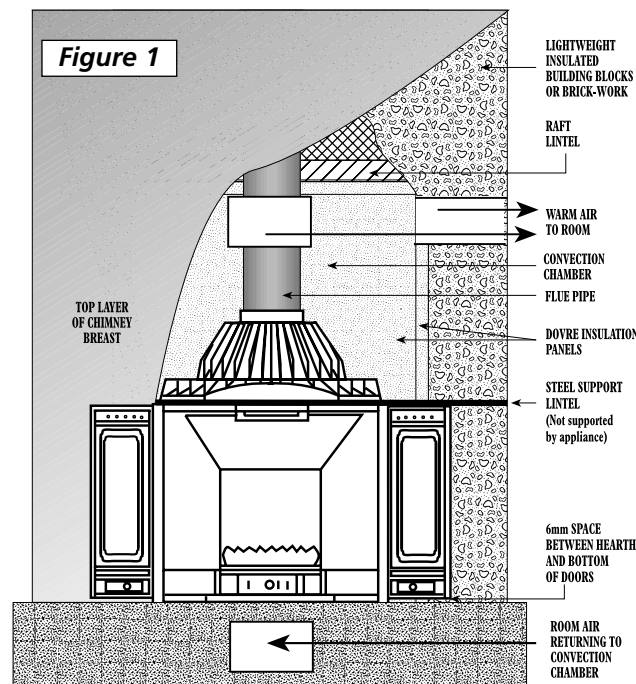 Figure 1
LIGHTWEIGHT
INSULATED
BUILDING BLOCKS
OR BRICK-WORK
RAFT
LINTEL
WARM AIR
TO ROOM
CONVECTION
CHAMBER
FLUE PIPE
TOP LAYER
OF CHIMNEY
BREAST
DOVRE INSULATION
PANELS
STEEL SUPPORT
LINTEL
(Not supported
by appliance)
6mm SPACE
BETWEEN HEARTH
AND BOTTOM
OF DOORS
ROOM AIR
RETURNING TO
CONVECTION
CHAMBER